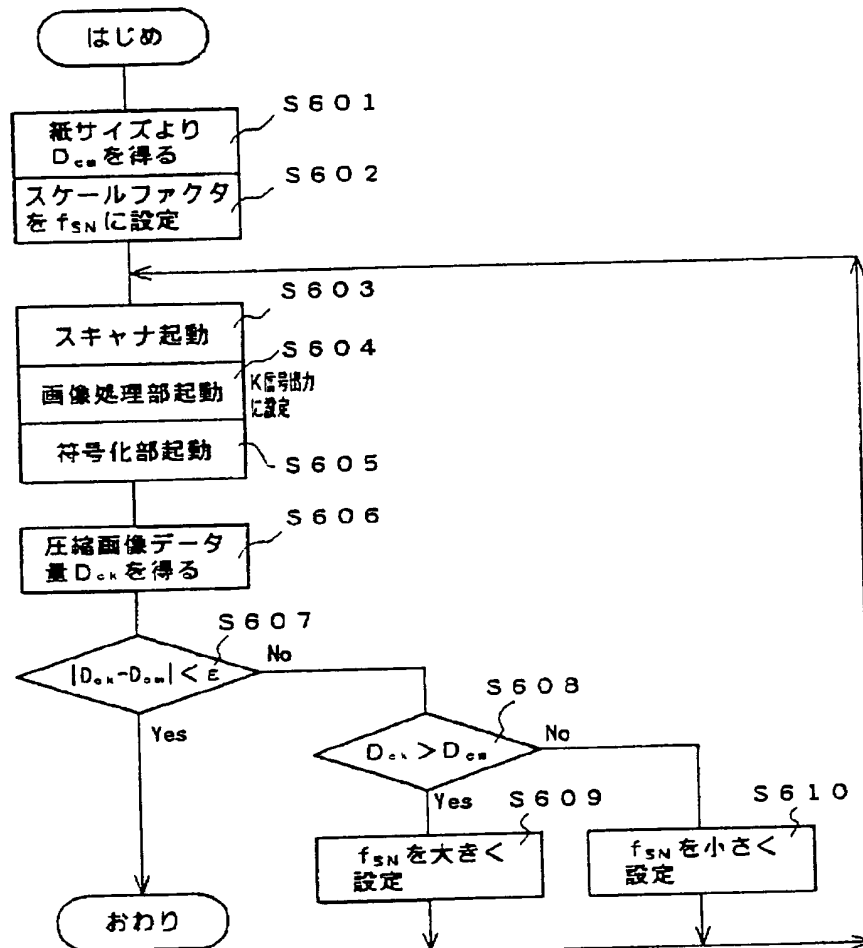 はじめ
S601
紙サイズより
Dcmを得る
S602
スケールファクタ
をfSNに設定
S603
スキャナ起動
S604
画像処理部起動
K信号出力
に設定
符号化部起動
S605
S606
圧縮画像データ
量Dckを得る
S607
|Dck-Dcm|<ε
No
Yes
S608
Dck>Dcm
No
Yes
S609
fSNを大きく
設定
S610
fSNを小さく
設定
おわり